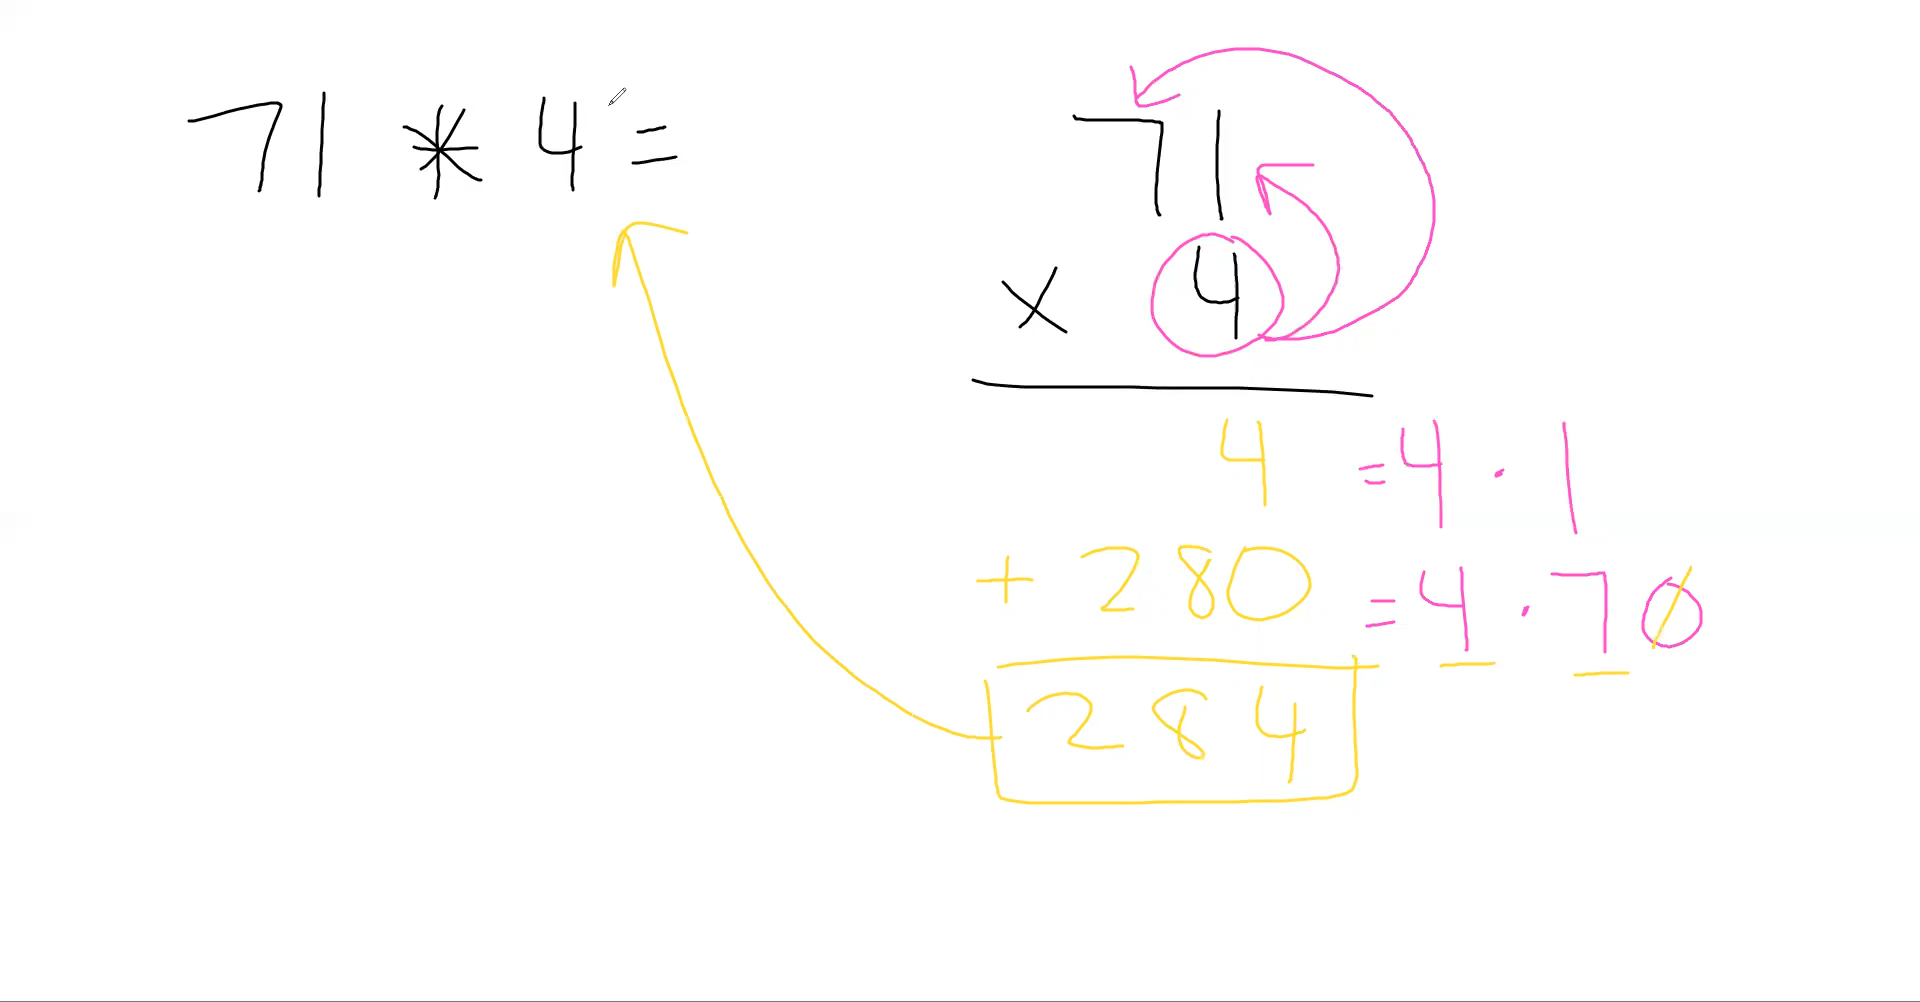 71 * 4 =
71
x 4
4 = 4 · 1
+ 280 = 4 · 70
284